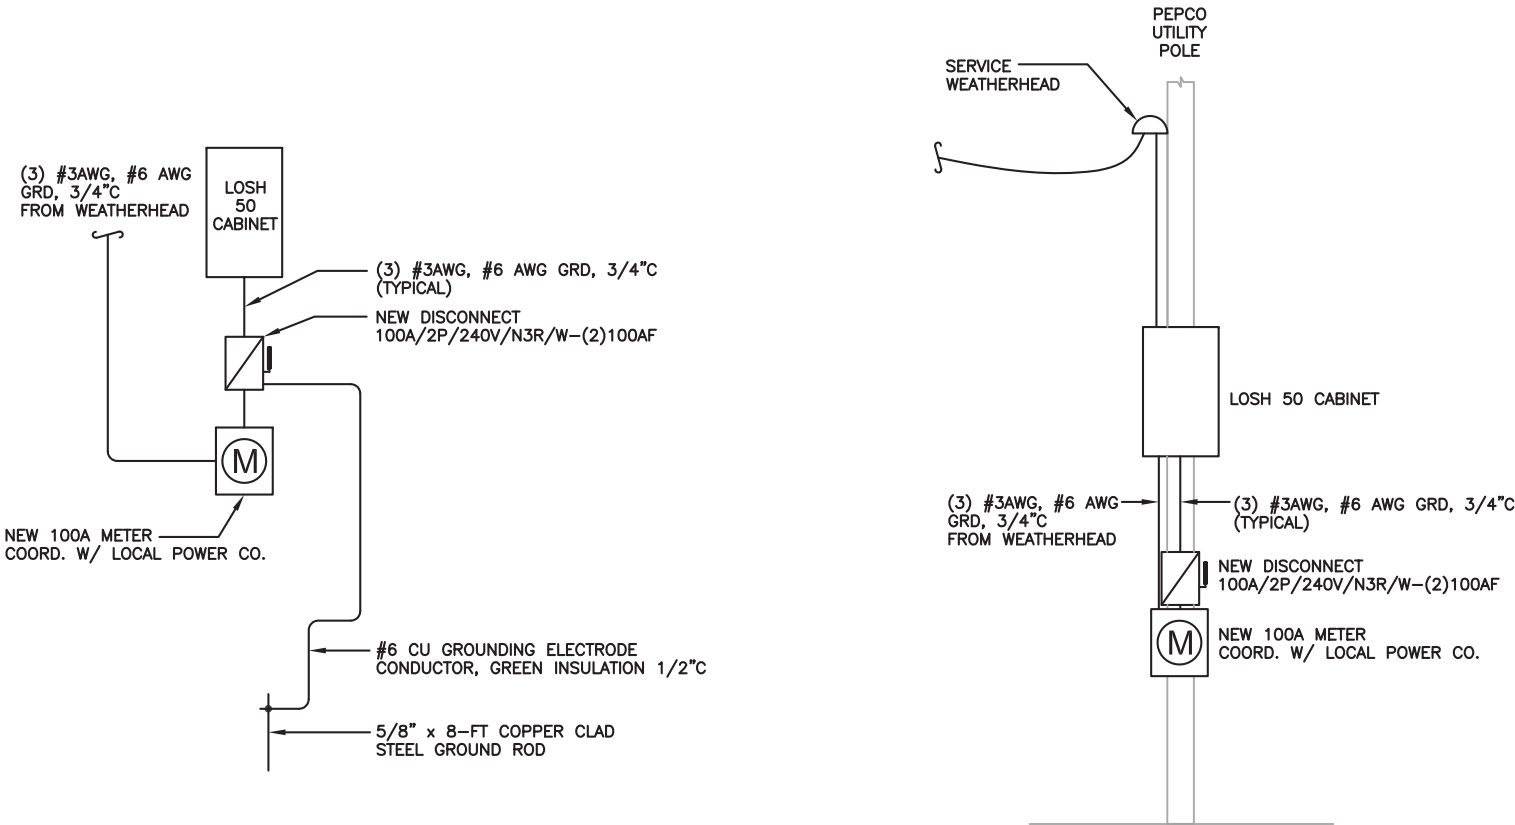 (3) #3AWG, #6 AWG
GRD, 3/4"C
FROM WEATHERHEAD
LOSH
50
CABINET
(3) #3AWG, #6 AWG GRD, 3/4"C
(TYPICAL)
NEW DISCONNECT
100A/2P/240V/N3R/W-(2)100AF
M
NEW 100A METER
COORD. W/ LOCAL POWER CO.
#6 CU GROUNDING ELECTRODE
CONDUCTOR, GREEN INSULATION 1/2"C
5/8" x 8-FT COPPER CLAD
STEEL GROUND ROD
PEPCO
UTILITY
POLE
SERVICE
WEATHERHEAD
LOSH 50 CABINET
(3) #3AWG, #6 AWG
GRD, 3/4"C
FROM WEATHERHEAD
(3) #3AWG, #6 AWG GRD, 3/4"C
(TYPICAL)
NEW DISCONNECT
100A/2P/240V/N3R/W-(2)100AF
M
NEW 100A METER
COORD. W/ LOCAL POWER CO.